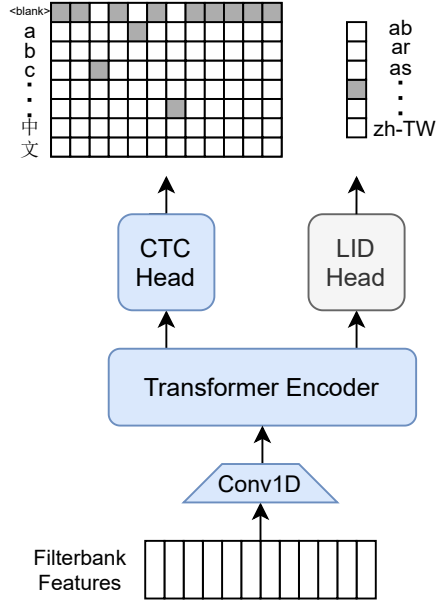 <blank>
a
b
c
.
.
.
中
文
ab
ar
as
.
.
.
zh-TW
CTC
Head
LID
Head
Transformer Encoder
Conv1D
Filterbank
Features